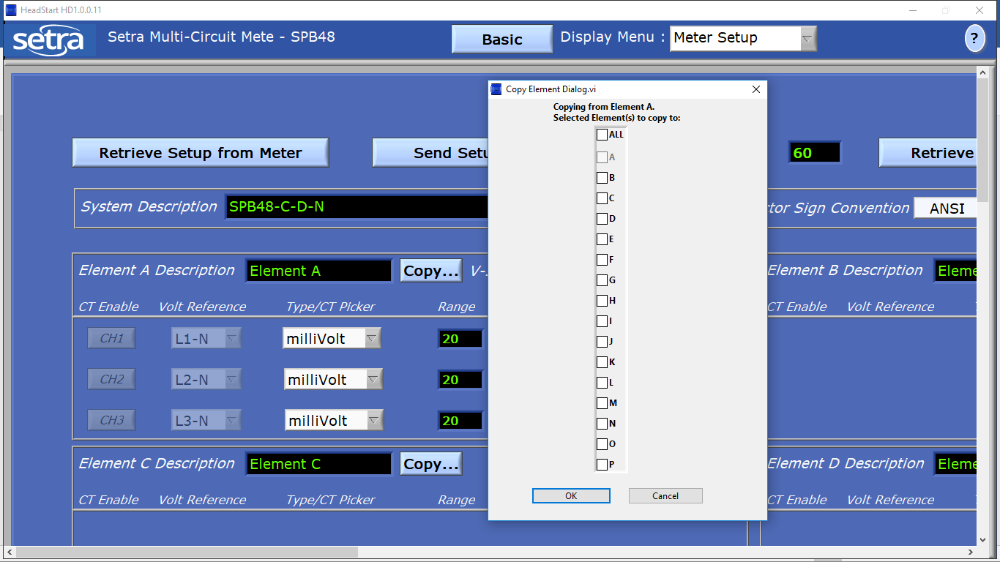 HeadStart HD1.0.0.11
setra
Setra Multi-Circuit Mete - SPB48
Basic
Display Menu :
Meter Setup
?
Copy Element Dialog.vi
Copying from Element A.
Selected Element(s) to copy to:
ALL
A
B
C
D
E
F
G
H
I
J
K
L
M
N
O
P
OK
Cancel
Retrieve Setup from Meter
Send Setu
60
Retrieve
System Description
SPB48-C-D-N
tor Sign Convention
ANSI
Element A Description
Element A
Copy...
V-
Element B Description
Eleme
CT Enable
Volt Reference
Type/CT Picker
Range
CT Enable
Volt Reference
CH1
L1-N
milliVolt
20
CH2
L2-N
milliVolt
20
CH3
L3-N
milliVolt
20
Element C Description
Element C
Copy...
Element D Description
Eleme
CT Enable
Volt Reference
Type/CT Picker
Range
CT Enable
Volt Reference